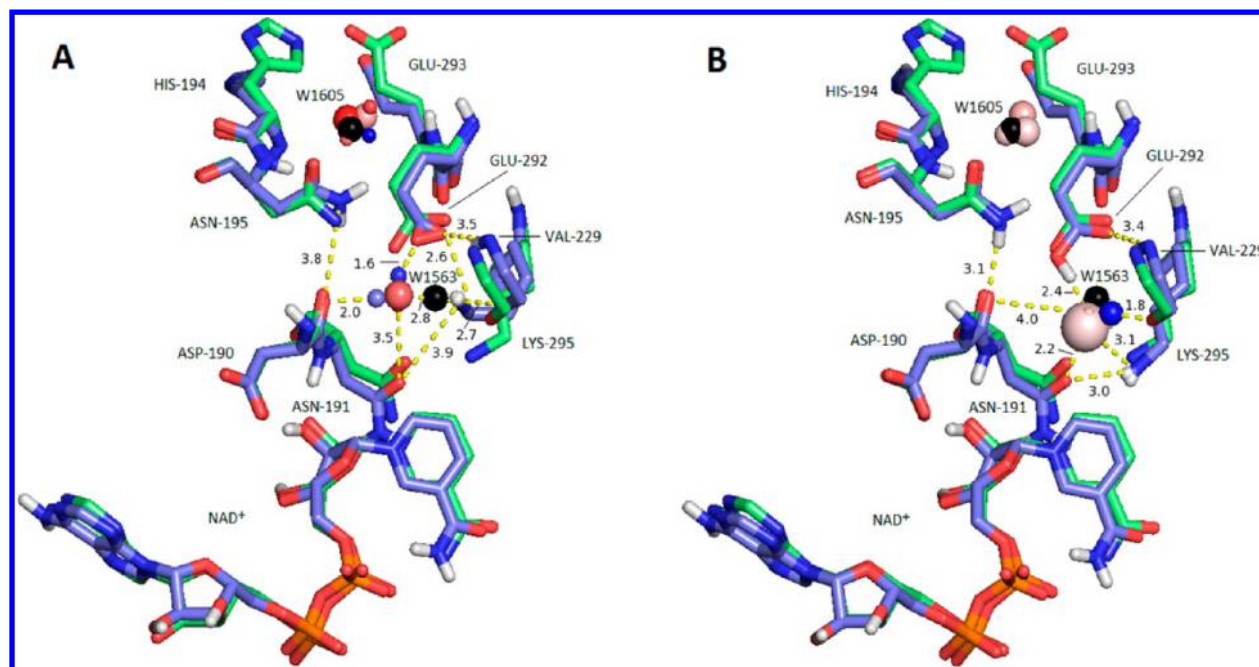 A
HIS-194
GLU-293
W1605
GLU-292
ASN-195
3.5
VAL-229
2.6
3.8
1.6
W1563
2.0
2.8
2.7
3.5
LYS-295
3.9
ASP-190
ASN-191
NAD+
B
HIS-194
GLU-293
W1605
GLU-292
ASN-195
3.4
VAL-229
3.1
W1563
2.4
1.8
4.0
3.1
LYS-295
2.2
ASP-190
3.0
ASN-191
NAD+